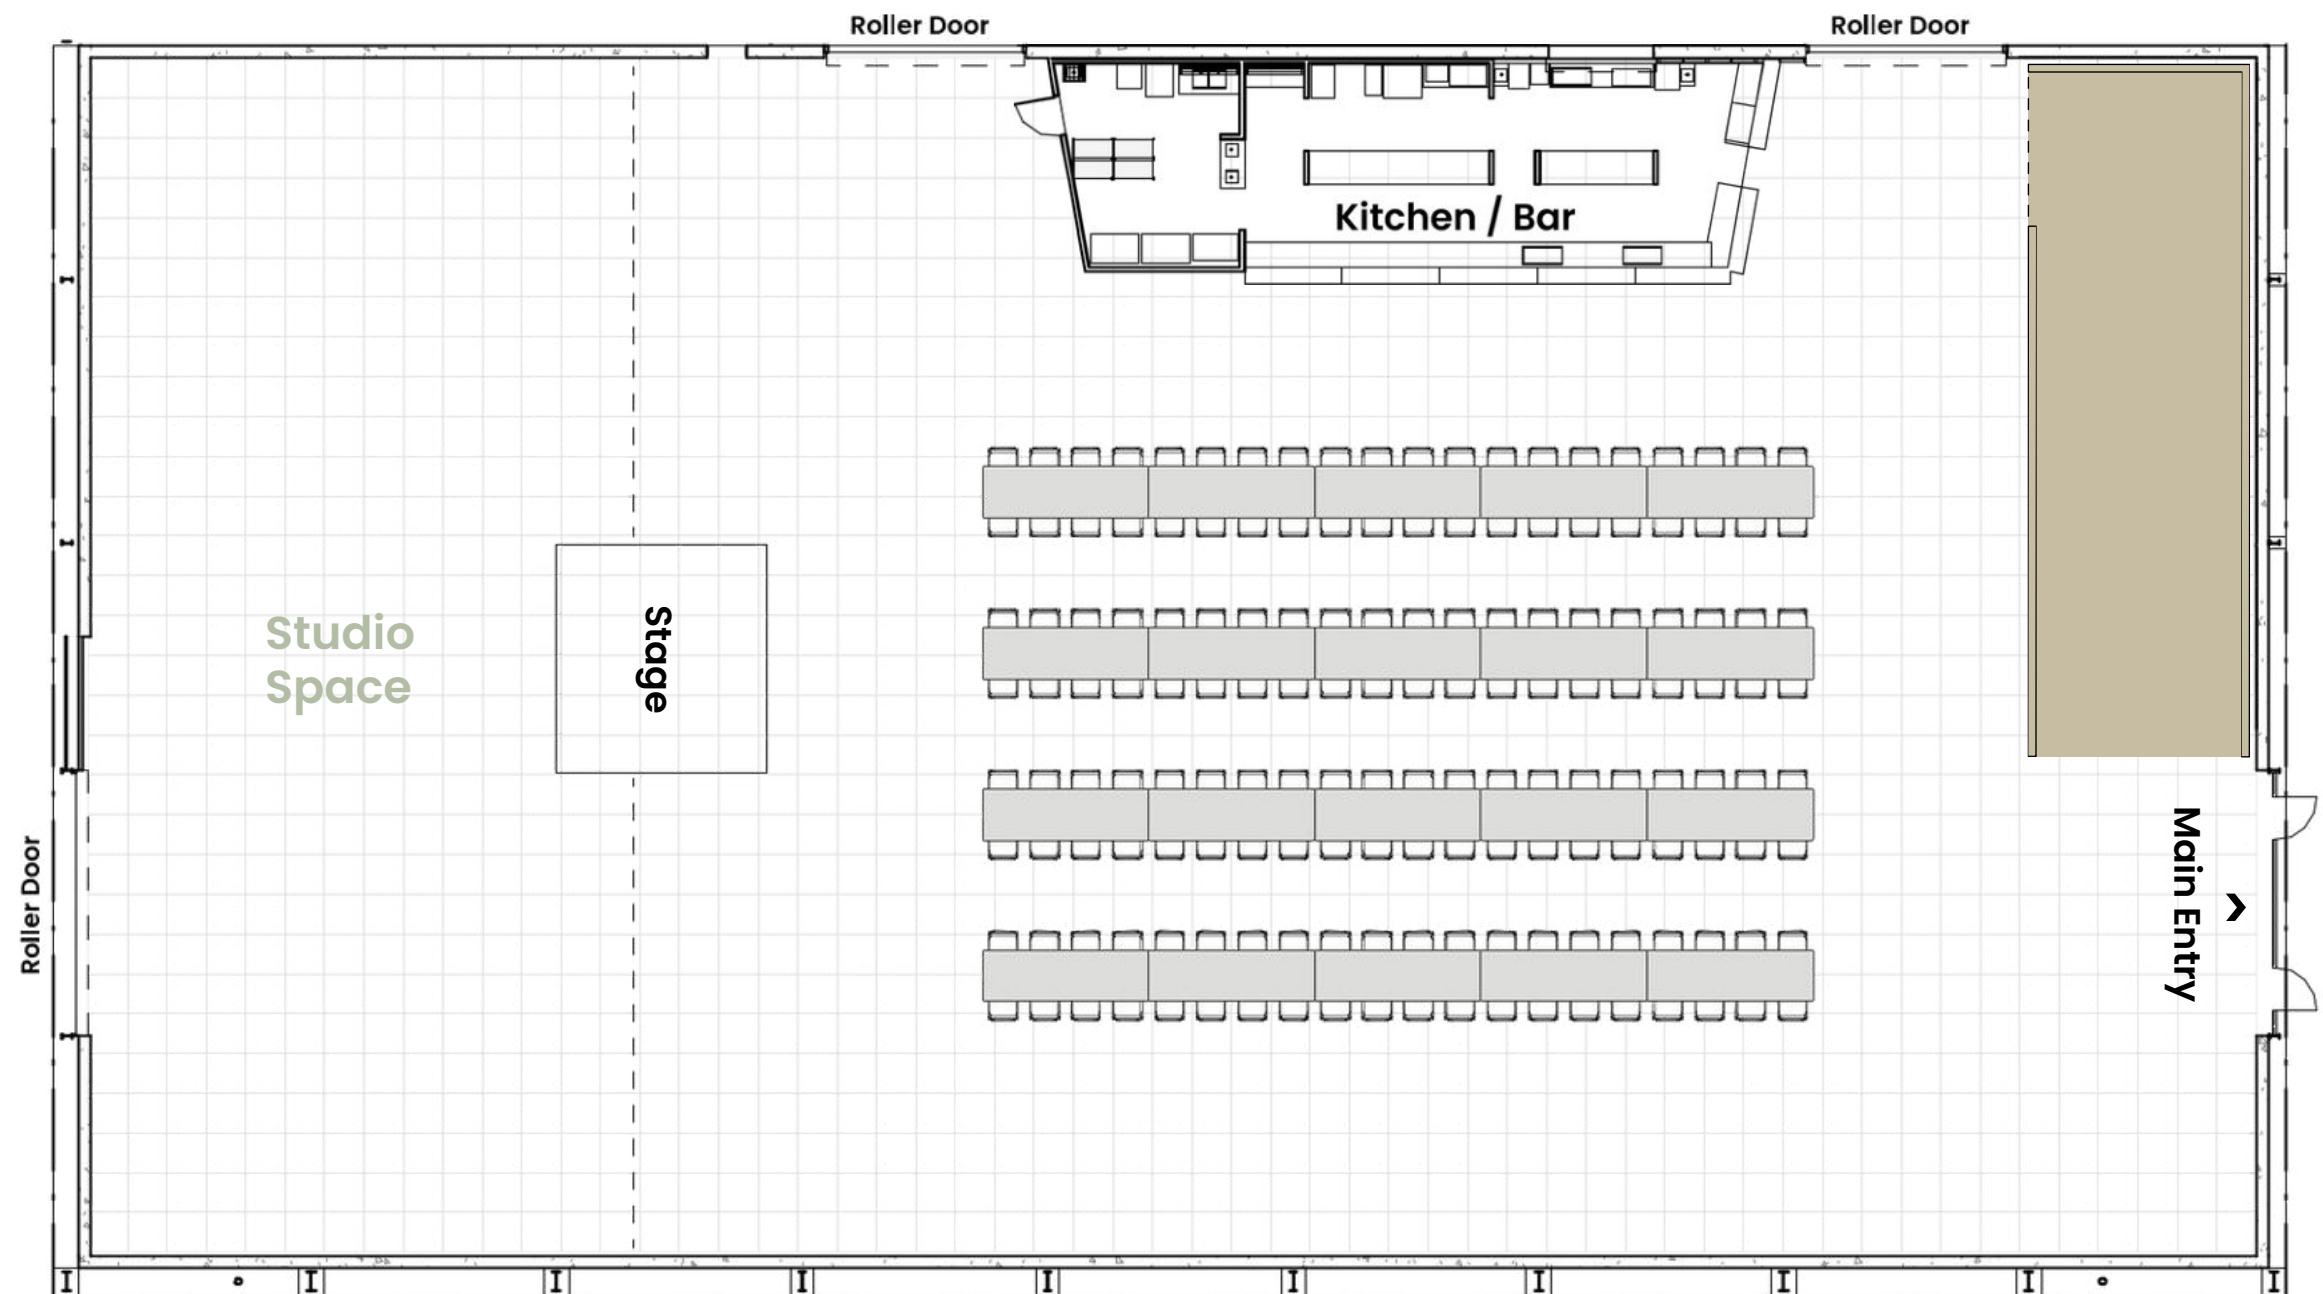 Roller Door
Roller Door
Kitchen / Bar
Studio
Space
Stage
Main Entry
Roller Door